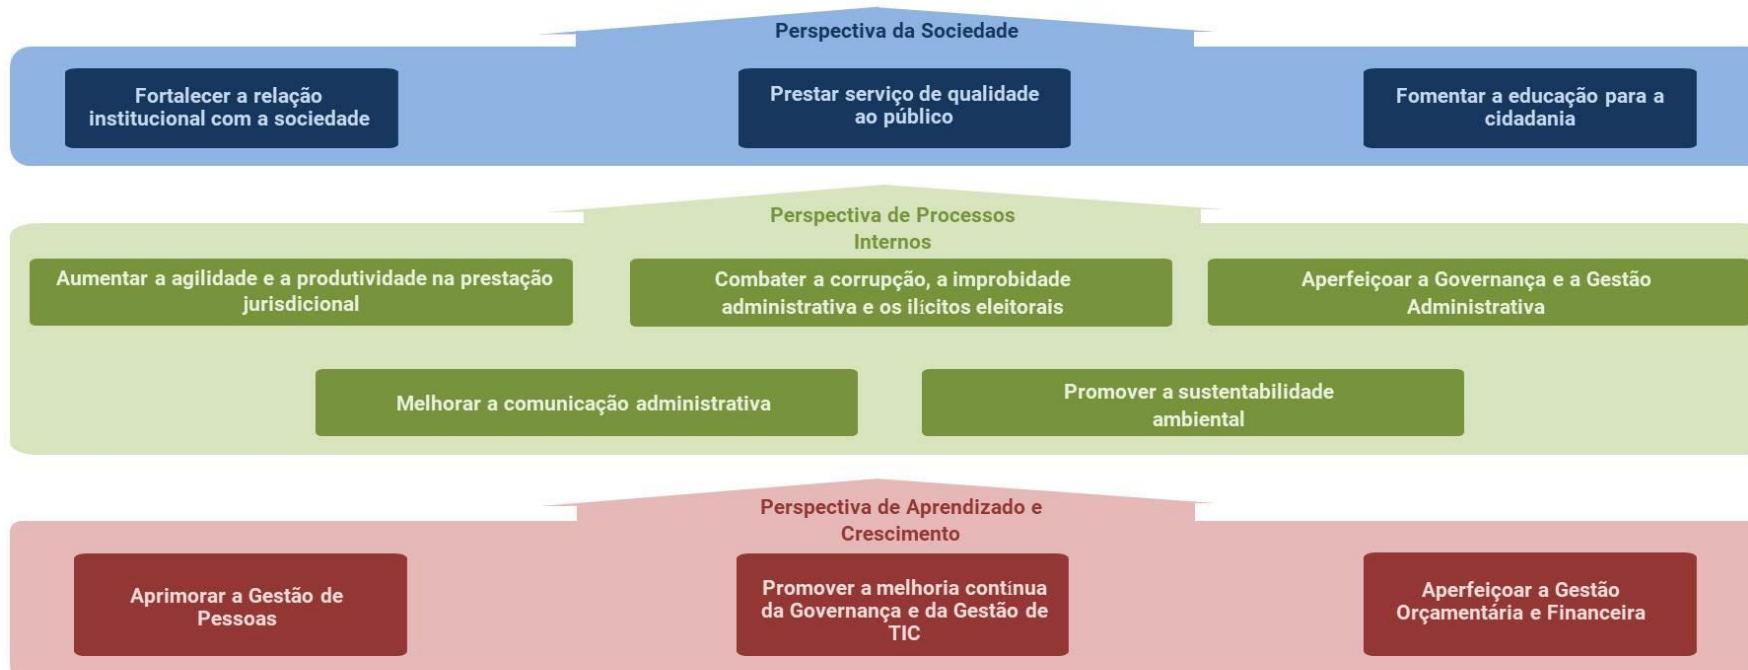 Perspectiva da Sociedade
Fortalecer a relação
institucional com a sociedade
Prestar serviço de qualidade
ao público
Fomentar a educação para a
cidadania
Perspectiva de Processos
Internos
Aumentar a agilidade e a produtividade na prestação
jurisdicional
Combater a corrupção, a improbidade
administrativa e os ilícitos eleitorais
Aperfeiçoar a Governança e a Gestão
Administrativa
Melhorar a comunicação administrativa
Promover a sustentabilidade
ambiental
Perspectiva de Aprendizado e
Crescimento
Aprimorar a Gestão de
Pessoas
Promover a melhoria contínua
da Governança e da Gestão de
TIC
Aperfeiçoar a Gestão
Orçamentária e Financeira